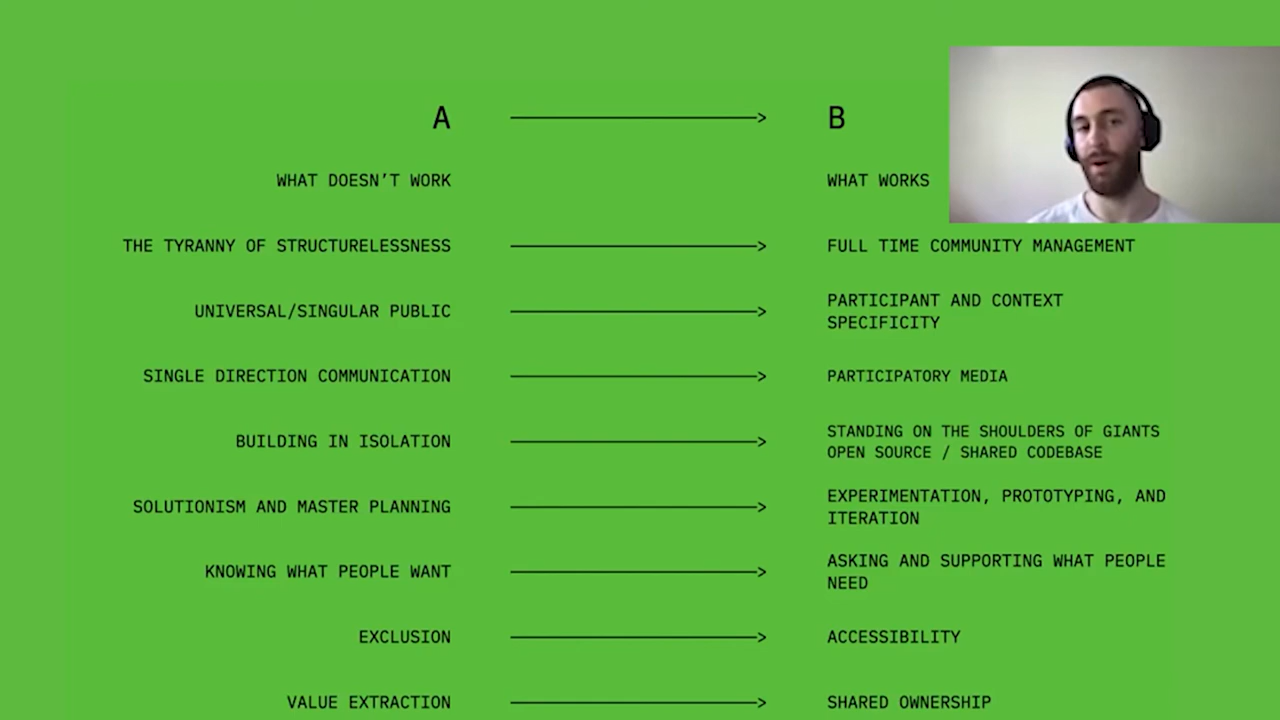 A -> B
WHAT DOESN’T WORK WHAT WORKS
THE TYRANNY OF STRUCTURELESSNESS -> FULL TIME COMMUNITY MANAGEMENT
UNIVERSAL/SINGULAR PUBLIC -> PARTICIPANT AND CONTEXT
SPECIFICITY
SINGLE DIRECTION COMMUNICATION -> PARTICIPATORY MEDIA
BUILDING IN ISOLATION -> STANDING ON THE SHOULDERS OF GIANTS
OPEN SOURCE / SHARED CODEBASE
SOLUTIONISM AND MASTER PLANNING -> EXPERIMENTATION, PROTOTYPING, AND
ITERATION
KNOWING WHAT PEOPLE WANT -> ASKING AND SUPPORTING WHAT PEOPLE
NEED
EXCLUSION -> ACCESSIBILITY
VALUE EXTRACTION -> SHARED OWNERSHIP